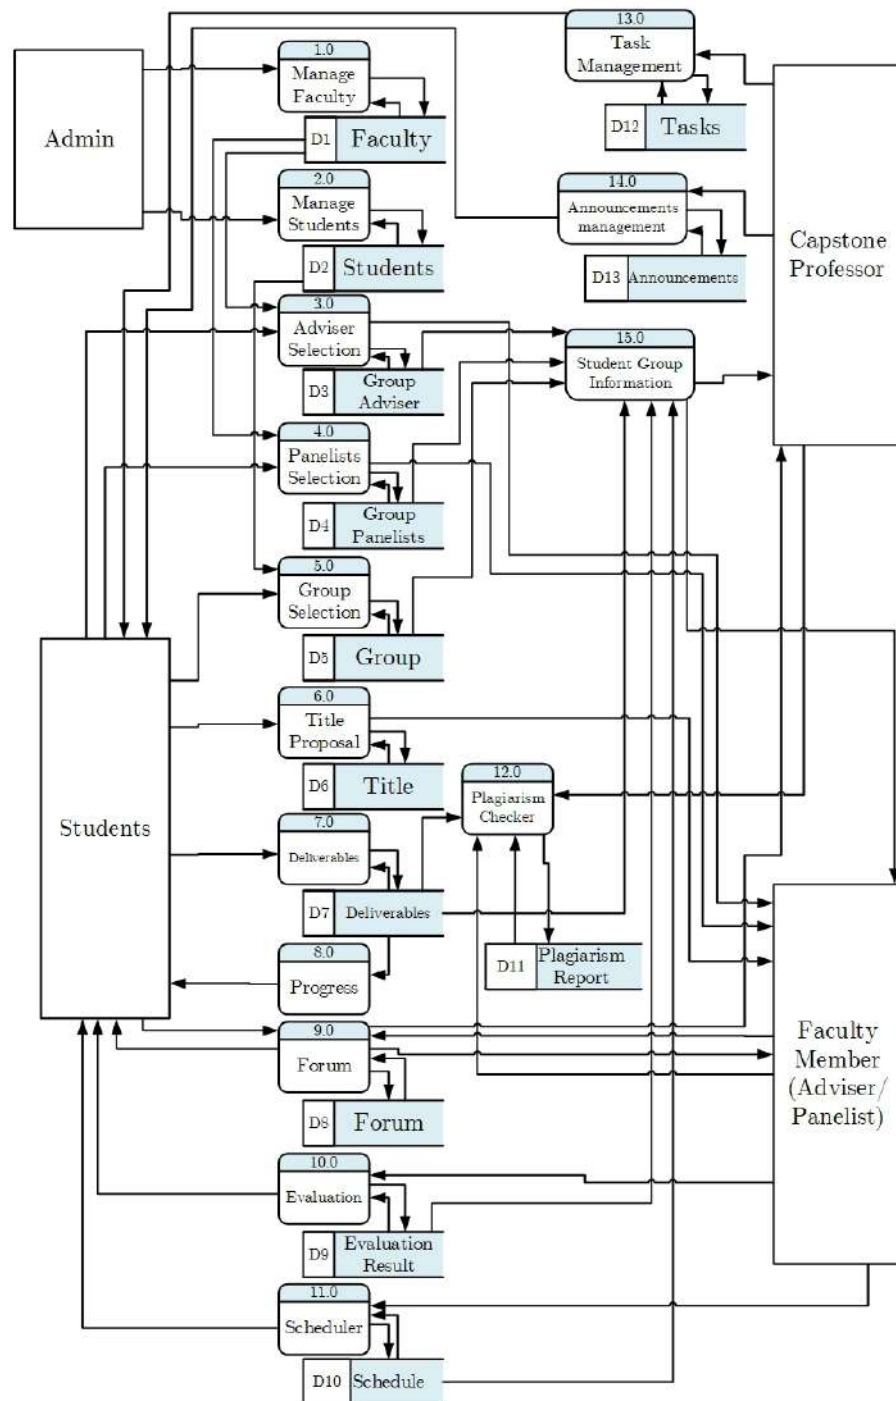 Admin
1.0
Manage
Faculty
D1
Faculty
2.0
Manage
Students
D2
Students
3.0
Adviser
Selection
D3
Group
Adviser
4.0
Panelists
Selection
D4
Group
Panelists
5.0
Group
Selection
D5
Group
6.0
Title
Proposal
D6
Title
Students
7.0
Deliverables
D7
Deliverables
8.0
Progress
9.0
Forum
D8
Forum
10.0
Evaluation
D9
Evaluation
Result
11.0
Scheduler
D10
Schedule
12.0
Plagiarism
Checker
D11
Plagiarism
Report
13.0
Task
Management
D12
Tasks
14.0
Announcements
management
D13
Announcements
15.0
Student Group
Information
Capstone
Professor
Faculty
Member
(Adviser/
Panelist)